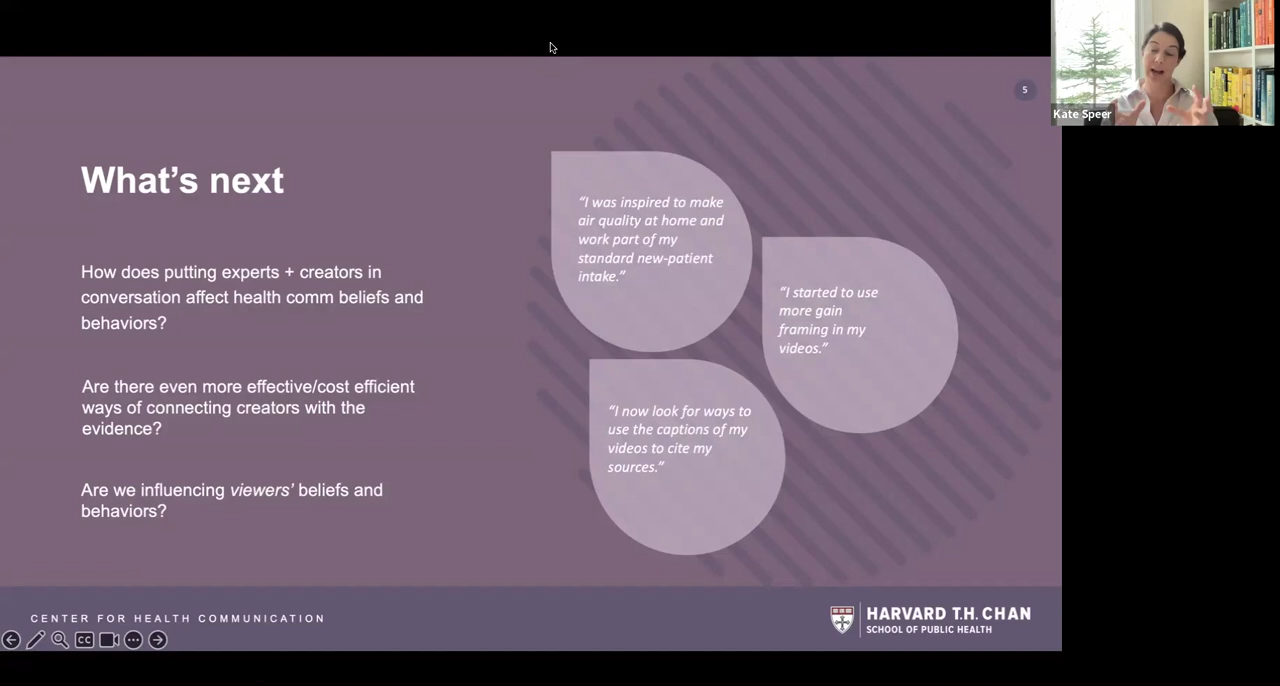 Kate Speer
5
What’s next
How does putting experts + creators in
conversation affect health comm beliefs and
behaviors?
Are there even more effective/cost efficient
ways of connecting creators with the
evidence?
Are we influencing viewers’ beliefs and
behaviors?
“I was inspired to make
air quality at home and
work part of my
standard new-patient
intake.”
“I started to use
more gain
framing in my
videos.”
“I now look for ways to
use the captions of my
videos to cite my
sources.”
CENTER FOR HEALTH COMMUNICATION
HARVARD T.H. CHAN
SCHOOL OF PUBLIC HEALTH
CC